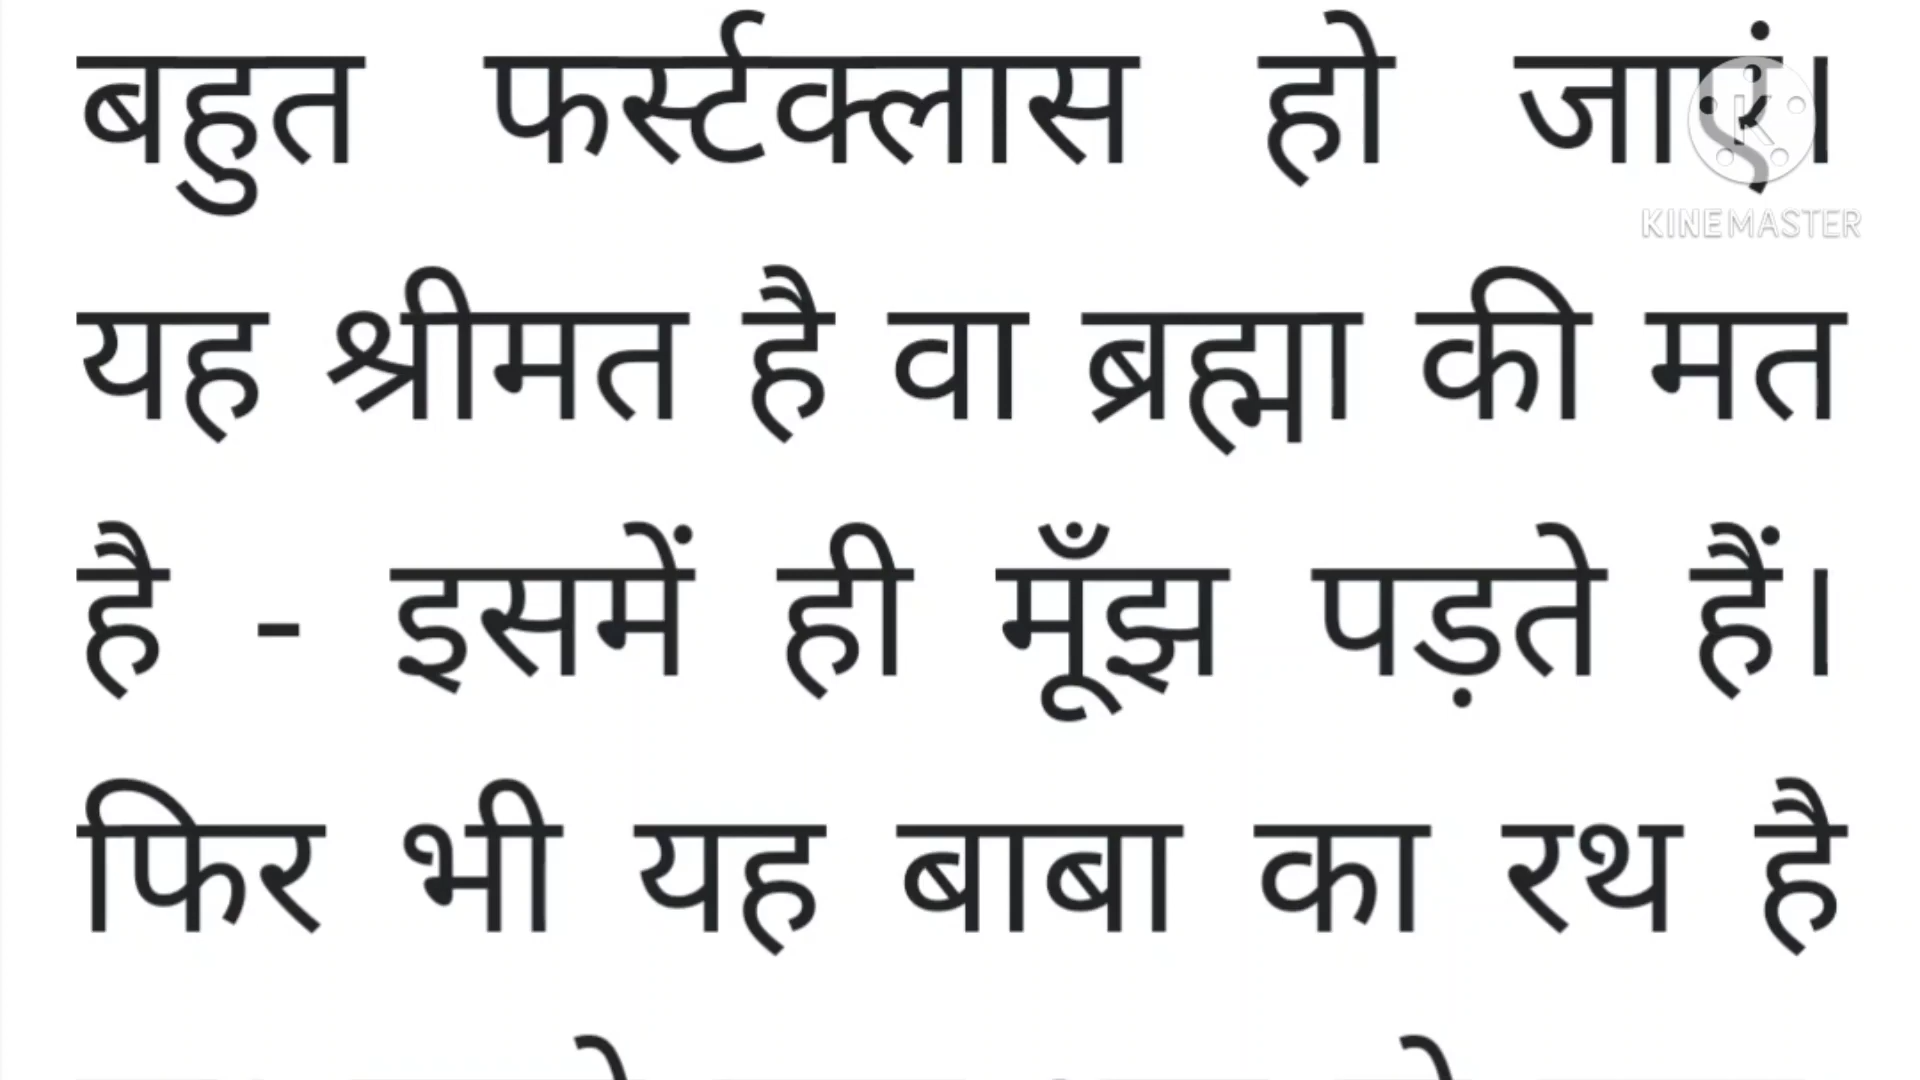 बहुत फर्स्टक्लास हो जाएं।
KINEMASTER
यह श्रीमत है वा ब्रह्मा की मत
है - इसमें ही मूँझ पड़ते हैं।
फिर भी यह बाबा का रथ है